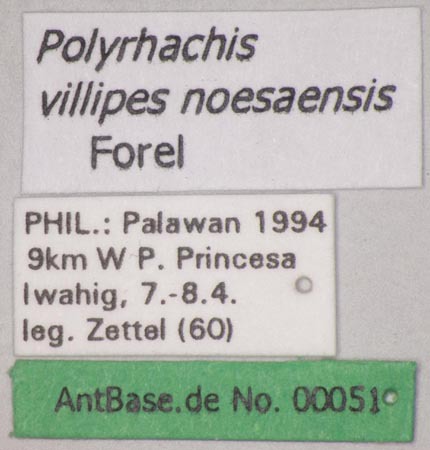 Polyrhachis
villipes noesaensis
Forel
PHIL.: Palawan 1994
9km W P. Princesa
Iwahig, 7.-8.4.
leg. Zettel (60)
AntBase.de No. 00051